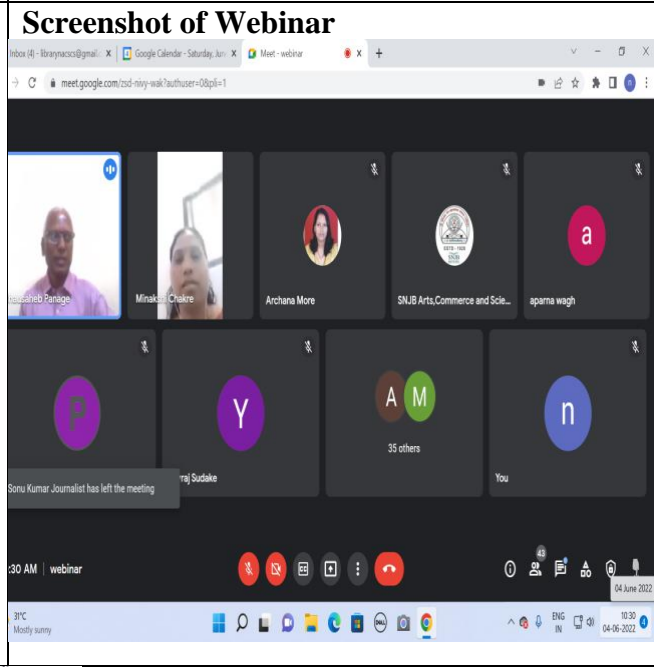 Screenshot of Webinar
Inbox (4) - librarynacscs@gmail.c
Google Calendar - Saturday, June
Meet - webinar
meet.google.com/zsd-nivy-wak?authuser=0&pli=1
n
a
Panage
Minakshi Chakre
Archana More
SNJB Arts,Commerce and Scie...
aparna wagh
P
Y
A M
n
35 others
Sonu Kumar Journalist has left the meeting
raj Sudake
You
:30 AM | webinar
43
04 June 2022
31°C
Mostly sunny
ENG
IN
10:30
04-06-2022
4